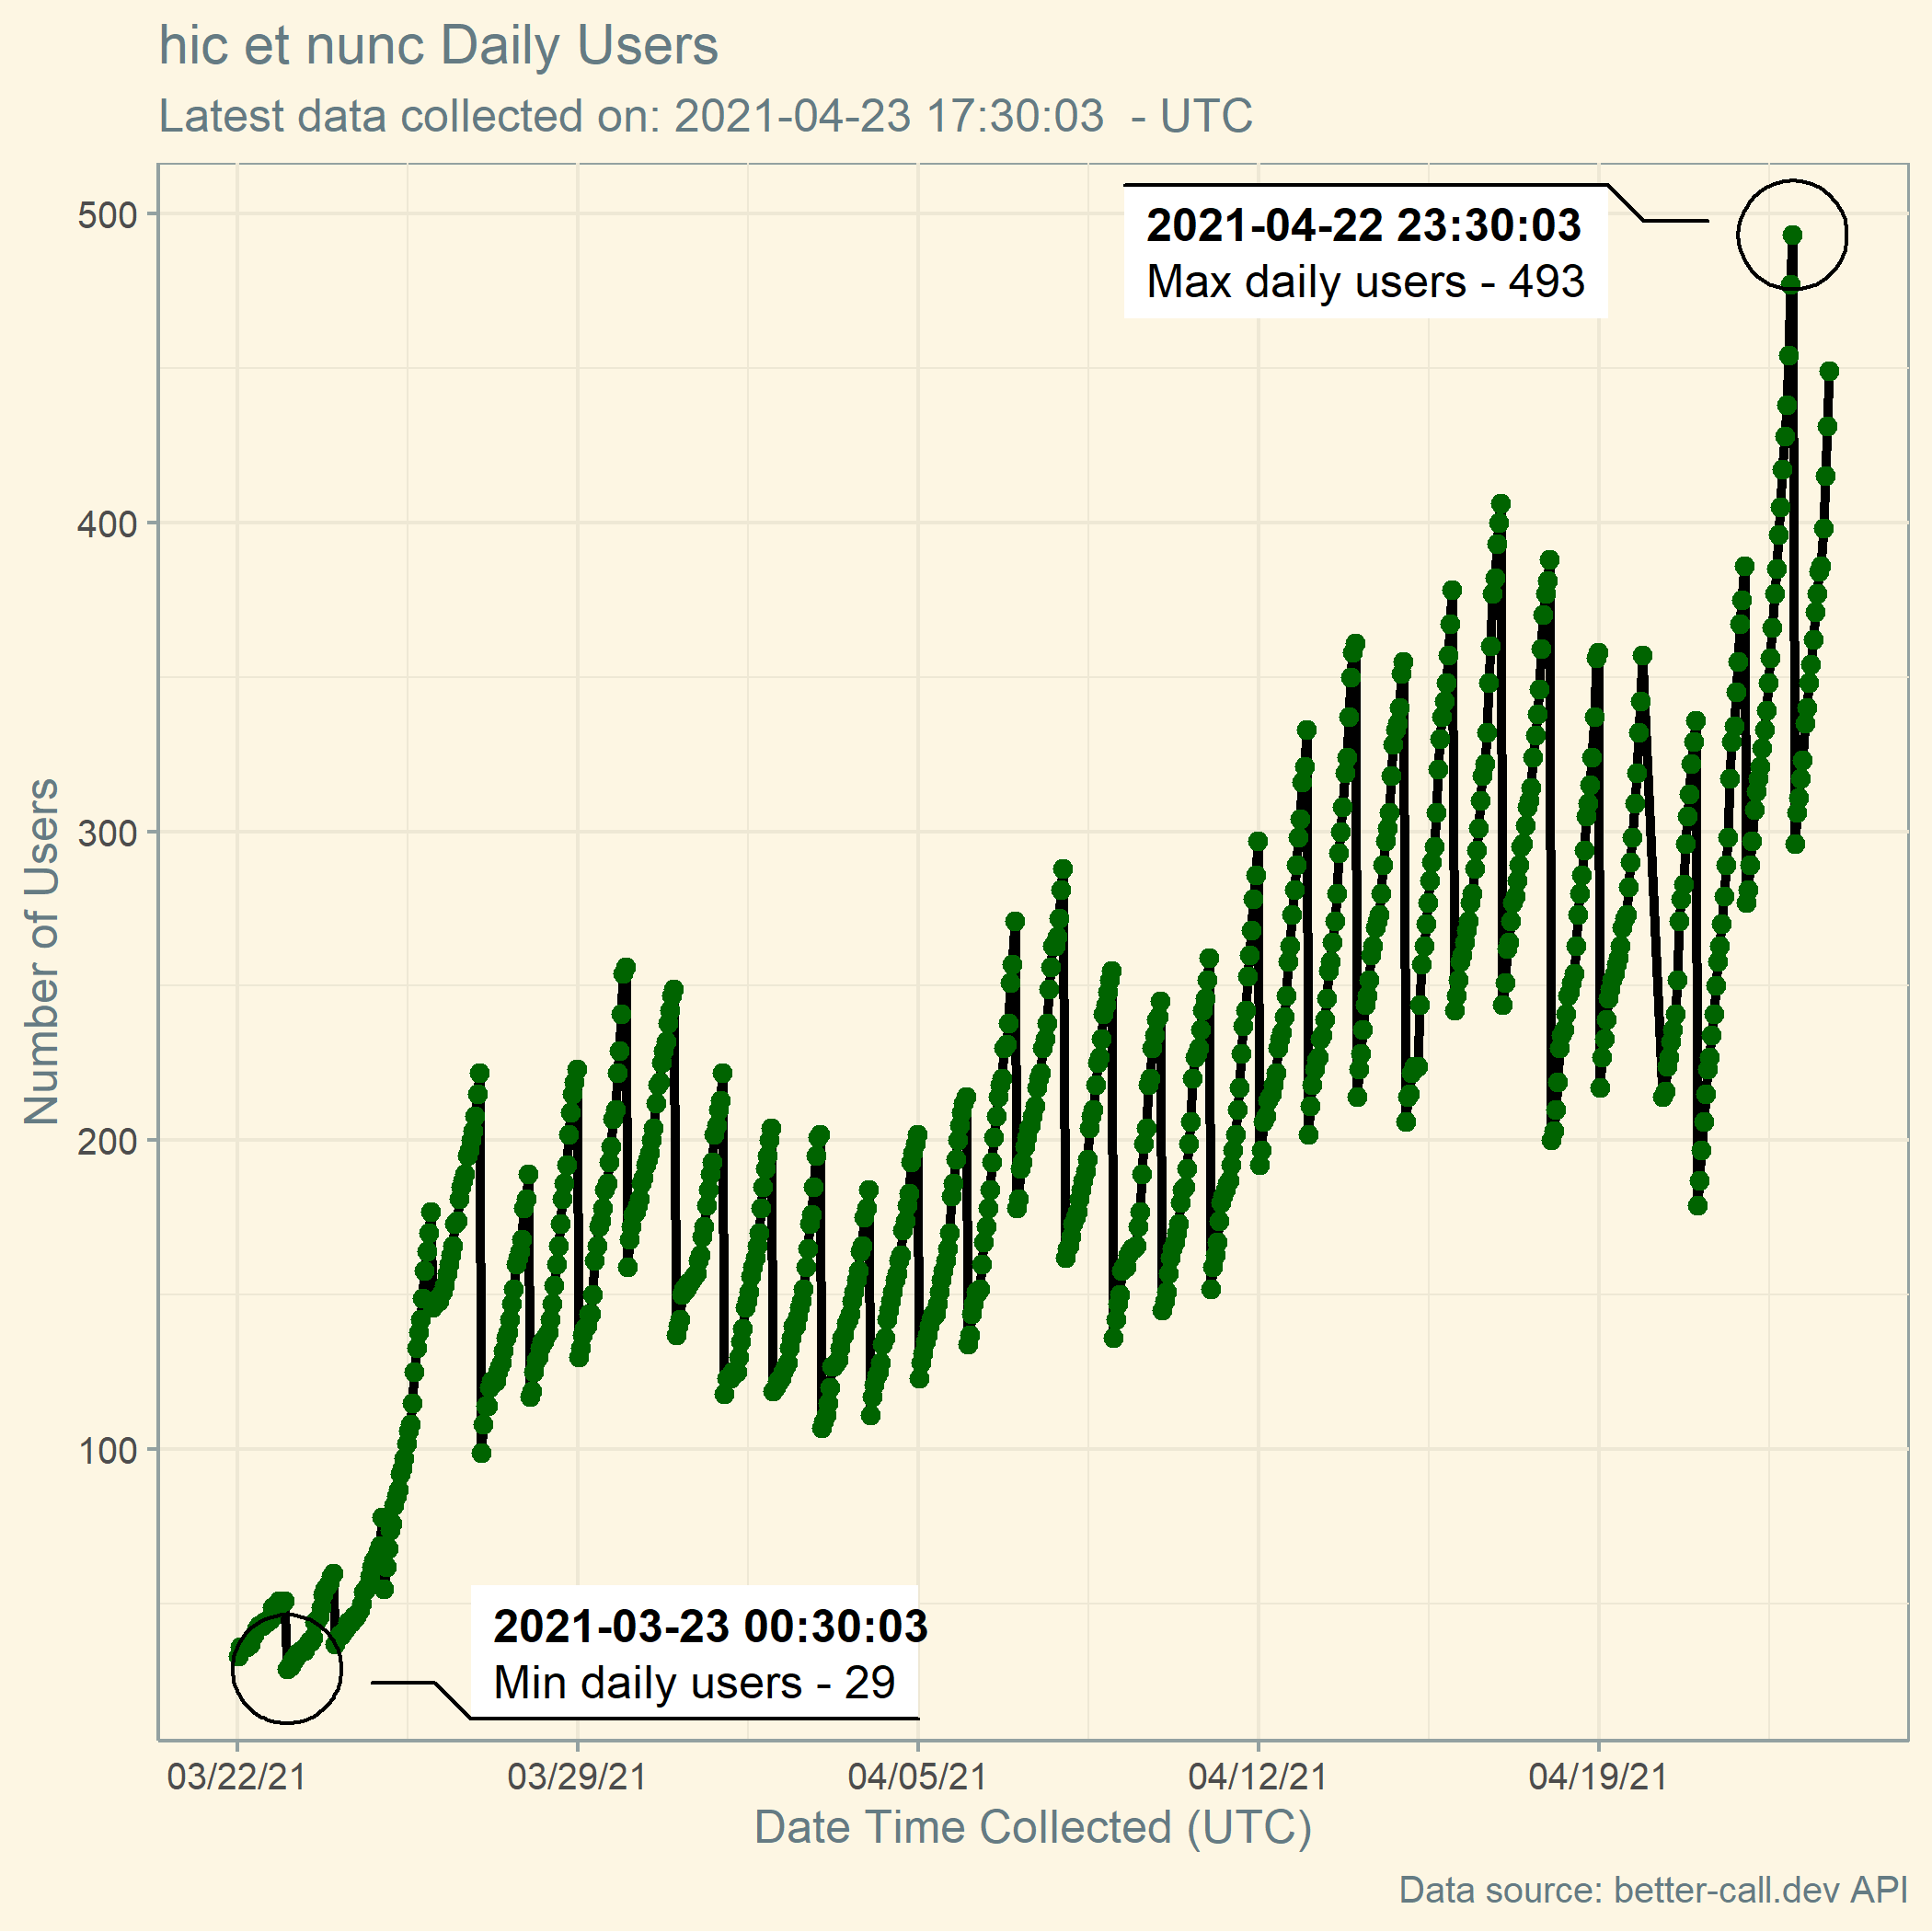 hic et nunc Daily Users
Latest data collected on: 2021-04-23 17:30:03  - UTC
500
400
300
200
100
Number of Users
2021-04-22 23:30:03
Max daily users - 493
2021-03-23 00:30:03
Min daily users - 29
03/22/21
03/29/21
04/05/21
04/12/21
04/19/21
Date Time Collected (UTC)
Data source: better-call.dev API